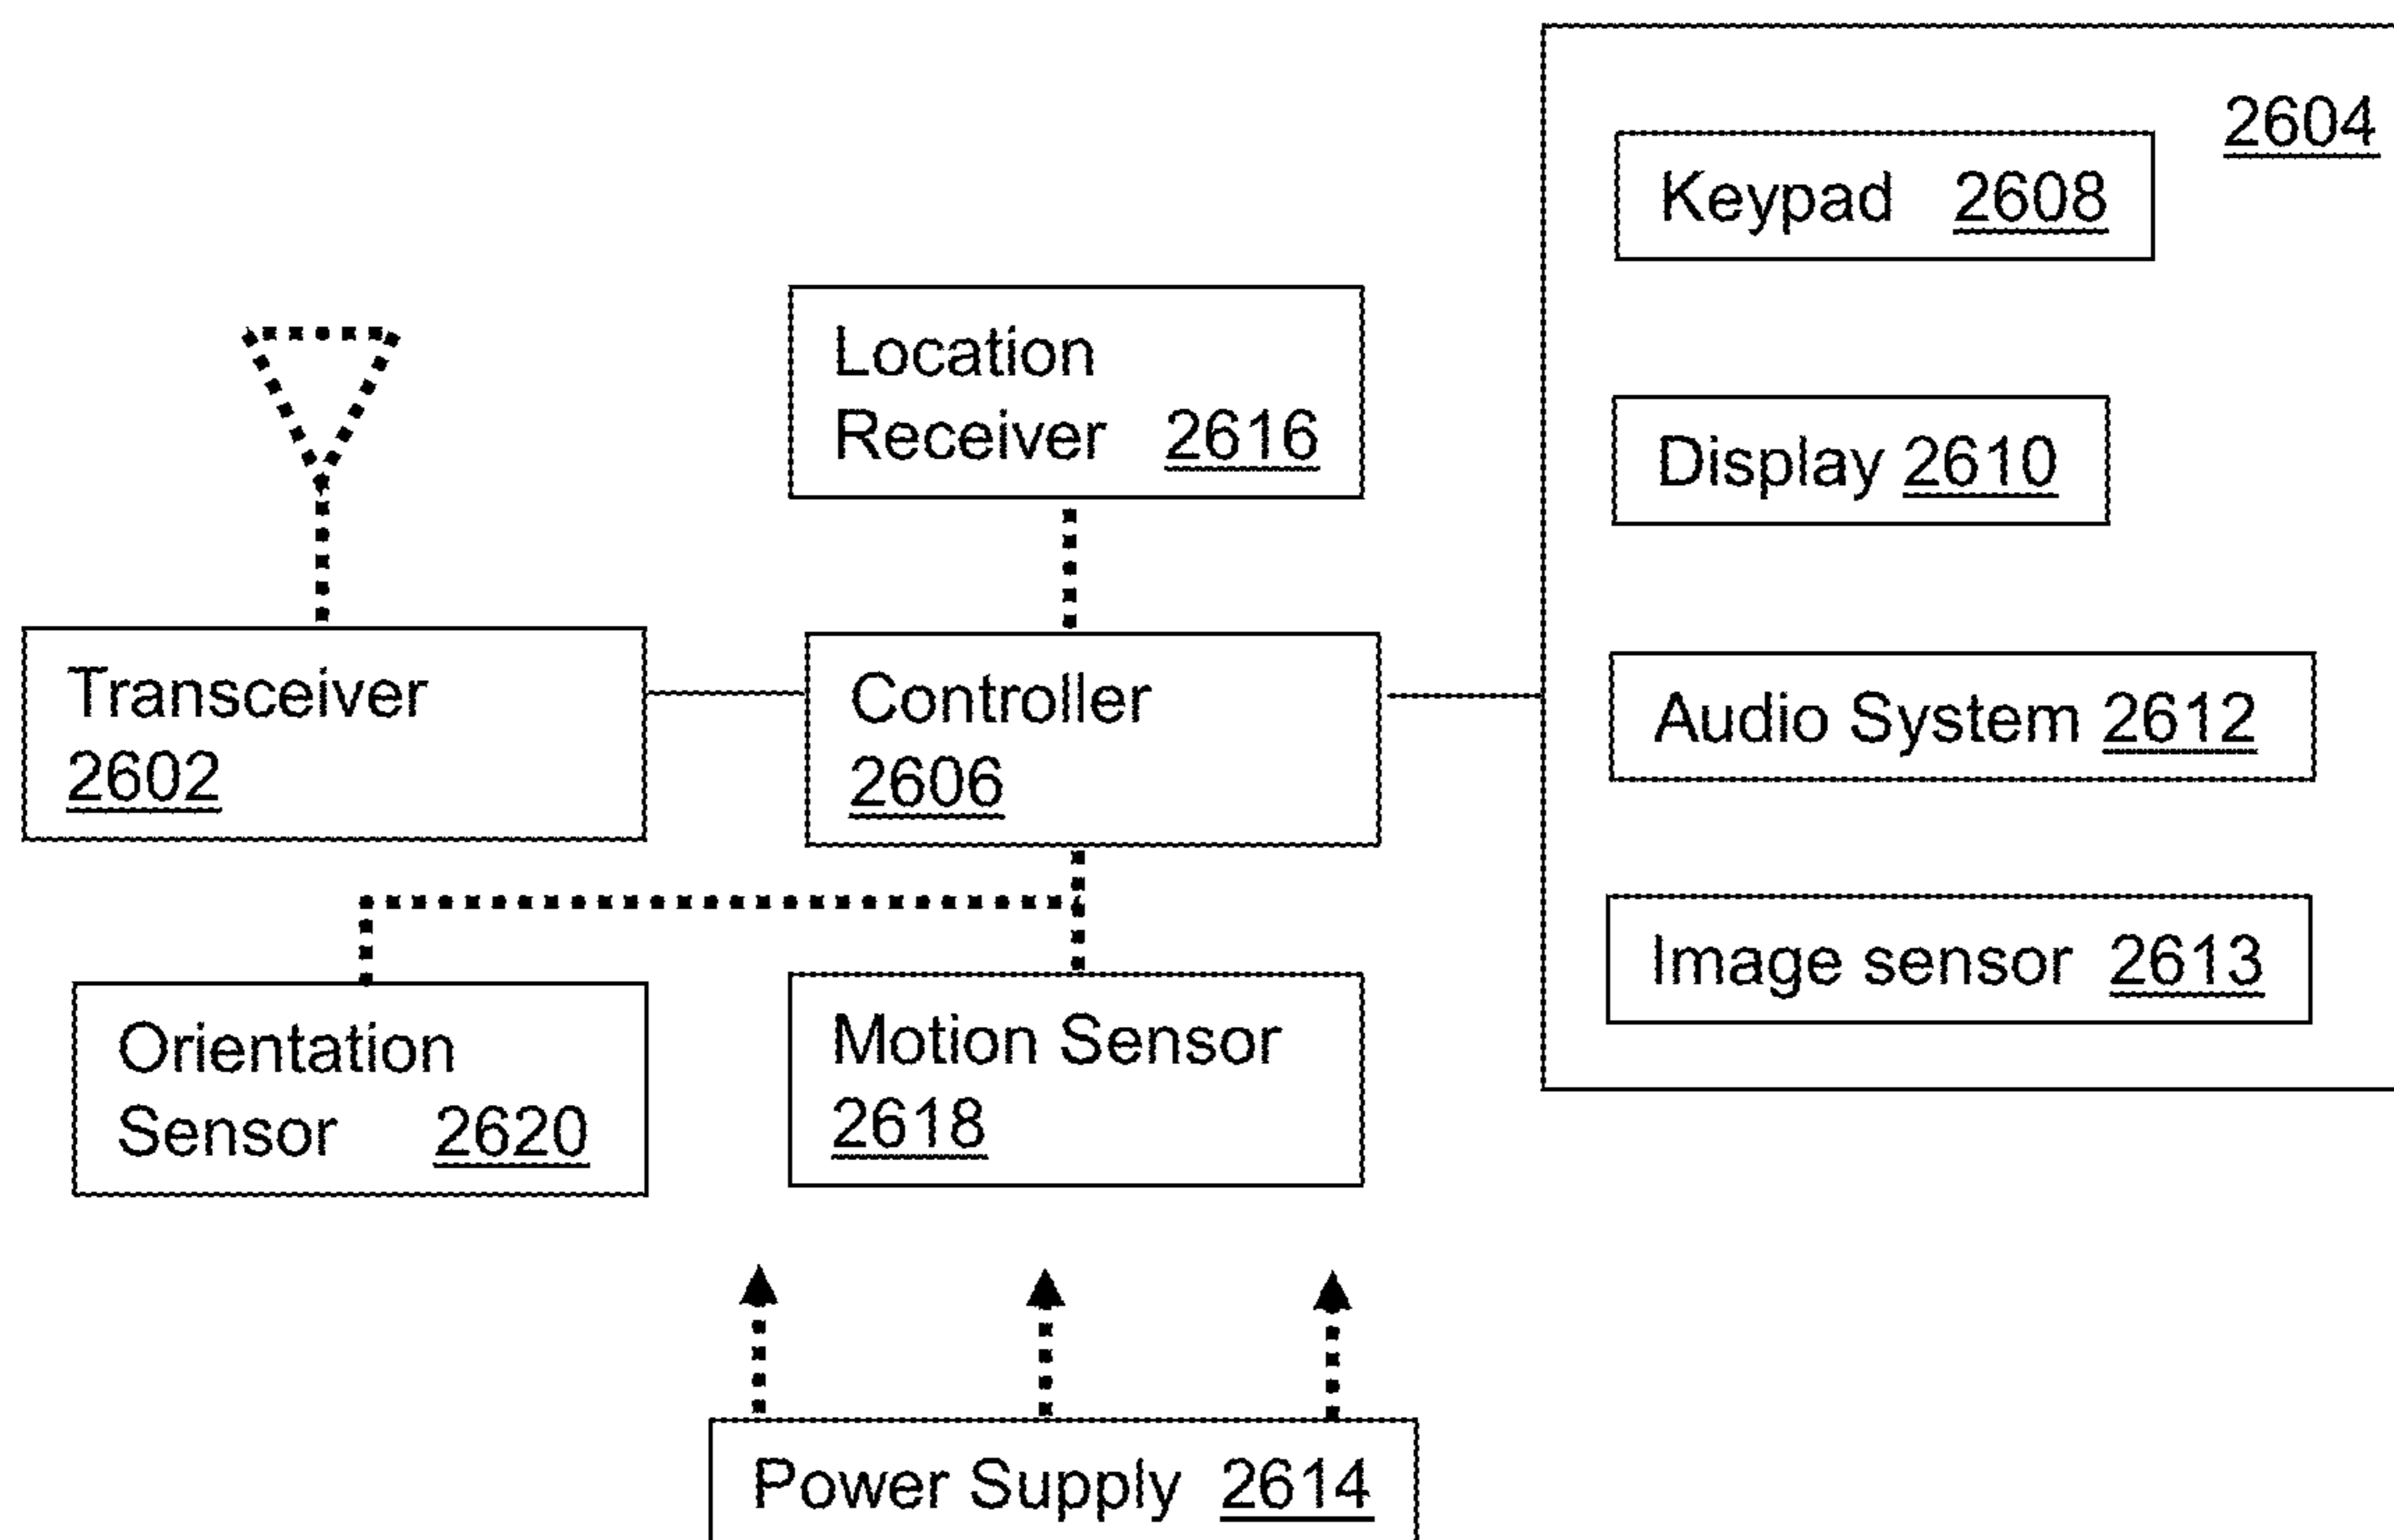 2604
Keypad 2608
Location
Receiver 2616
Display 2610
Transceiver
2602
Controller
2606
Audio System 2612
Image sensor 2613
Orientation
Sensor 2620
Motion Sensor
2618
Power Supply 2614